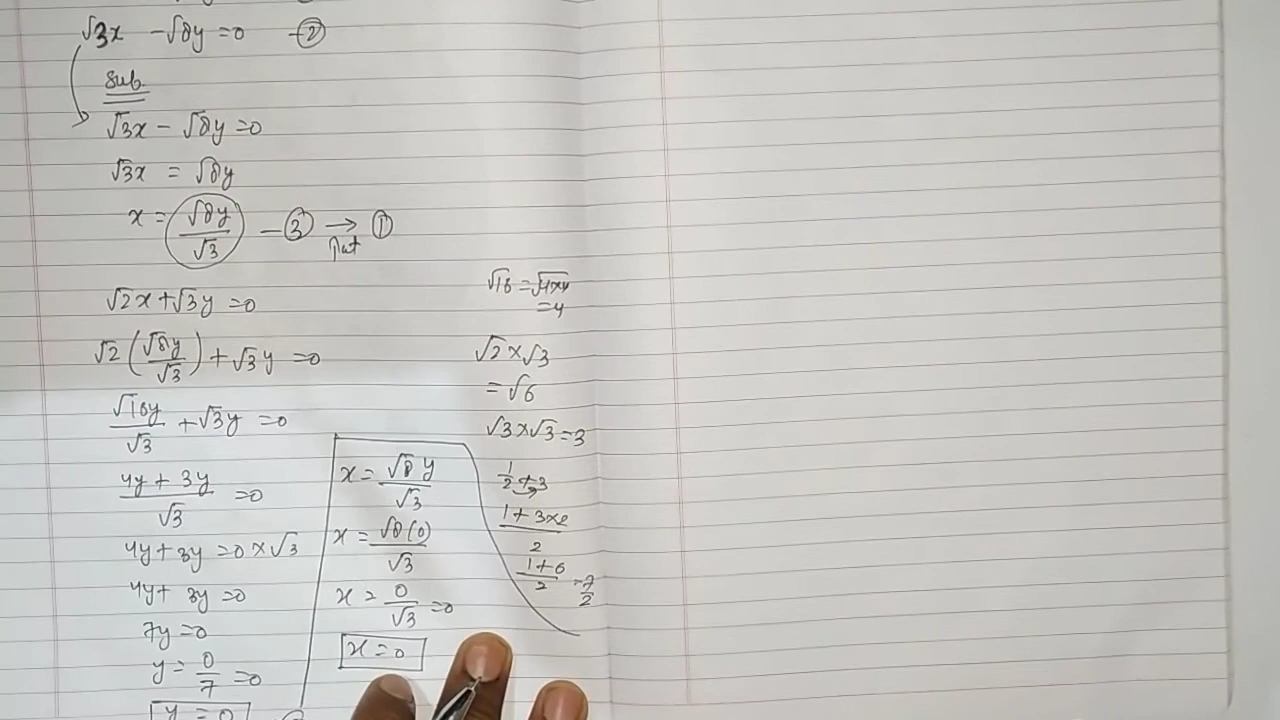 √3x - √8y = 0 - ②
Sub.
√3x - √8y = 0
√3x = √8y
x = √8y/√3 - ③ → ①
Put
√2x + √3y = 0
√2(√8y/√3) + √3y = 0
√16y/√3 + √3y = 0
4y + 3y/√3 = 0
4y + 3y = 0 × √3
4y + 3y = 0
7y = 0
y = 0/7 = 0
y = 0
x = √8 y/√3
x = √8(0)/√3
x = 0/√3 = 0
x = 0
√16 = √4×4
= 4
√2 × √3
= √6
√3 × √3 = 3
1/2 + 3
1 + 3×2/2
1+6/2 = 7/2